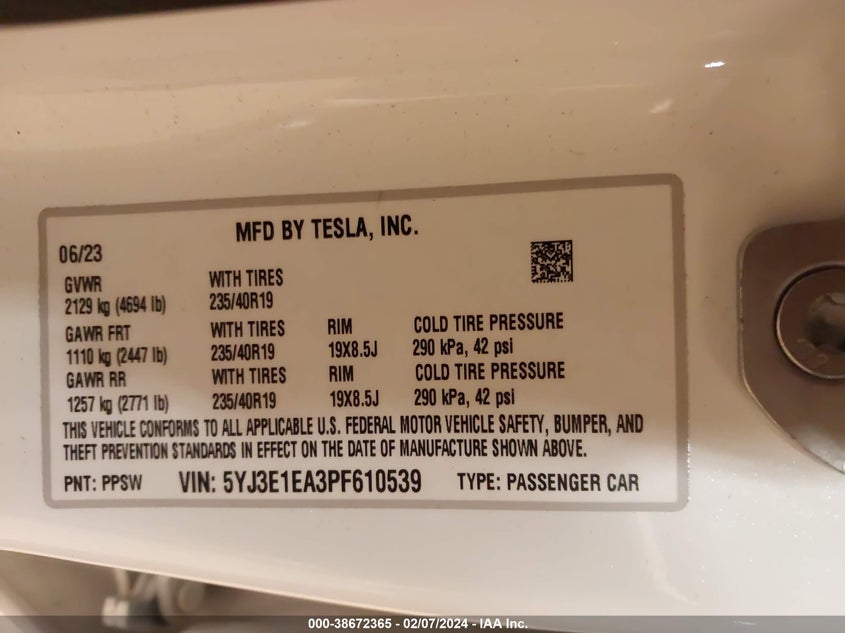 MFD BY TESLA, INC.
06/23
GVWR WITH TIRES
2129 kg (4694 lb) 235/40R19
GAWR FRT WITH TIRES RIM COLD TIRE PRESSURE
1110 kg (2447 lb) 235/40R19 19X8.5J 290 kPa, 42 psi
GAWR RR WITH TIRES RIM COLD TIRE PRESSURE
1257 kg (2771 lb) 235/40R19 19X8.5J 290 kPa, 42 psi
THIS VEHICLE CONFORMS TO ALL APPLICABLE U.S. FEDERAL MOTOR VEHICLE SAFETY, BUMPER, AND
THEFT PREVENTION STANDARDS IN EFFECT ON THE DATE OF MANUFACTURE SHOWN ABOVE.
PNT: PPSW VIN: 5YJ3E1EA3PF610539 TYPE: PASSENGER CAR
000-38672365 - 02/07/2024 - IAA Inc.